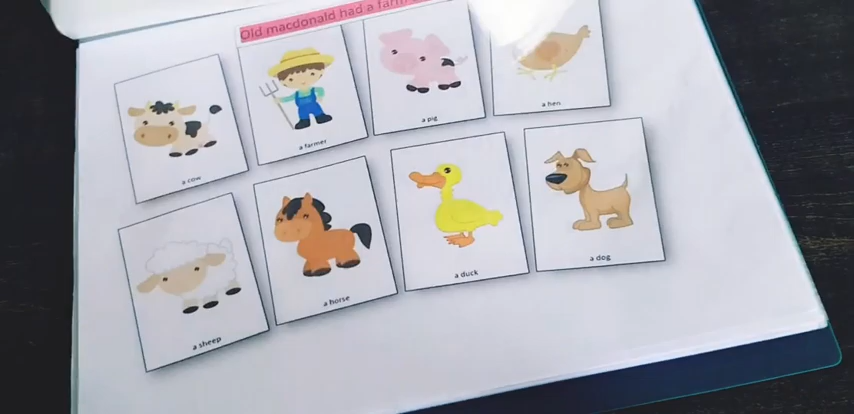 Old macdonald had a farm
a cow
a farmer
a pig
a hen
a sheep
a horse
a duck
a dog